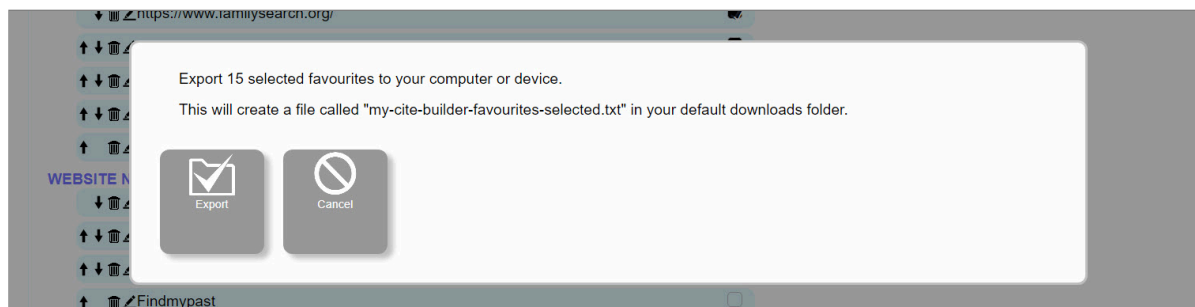 https://www.familysearch.org/
Export 15 selected favourites to your computer or device.
This will create a file called "my-cite-builder-favourites-selected.txt" in your default downloads folder.
WEBSITE N
Export
Cancel
Findmypast